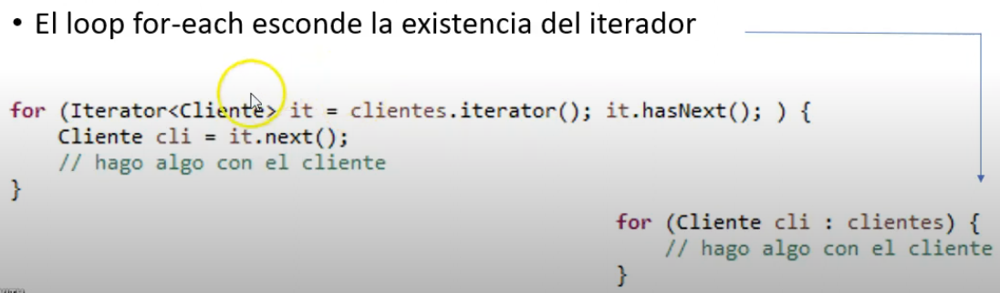 • El loop for-each esconde la existencia del iterador
for (Iterator<Cliente> it = clientes.iterator(); it.hasNext(); ) {
Cliente cli = it.next();
// hago algo con el cliente
}
for (Cliente cli : clientes) {
// hago algo con el cliente
}